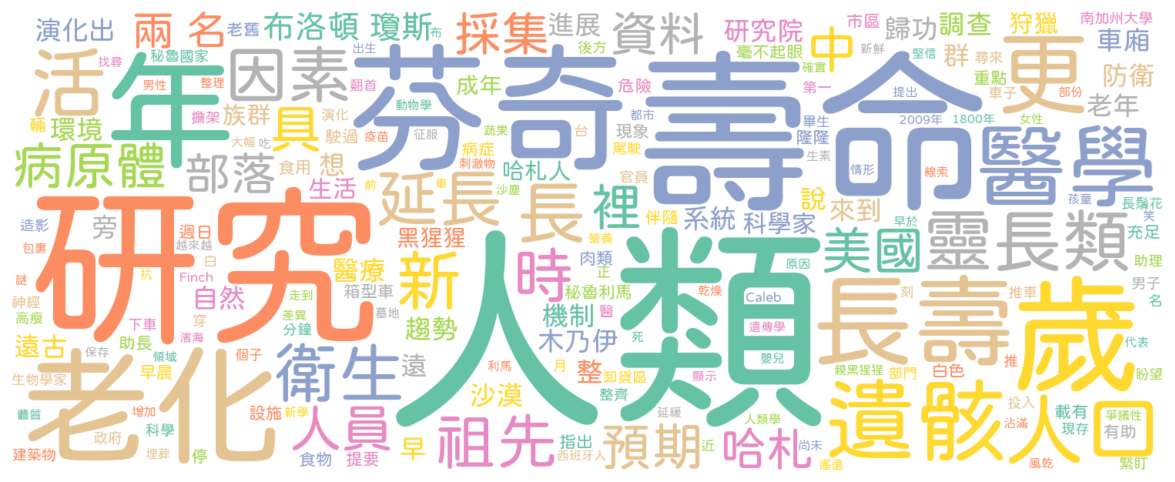 演化出
兩
名
老舊
布洛頓
瓊斯
布
採集
進展
資料
研究院
市區
歸功
調查
狩獵
南加州大學
秘魯國家
出生
後方
毫不起眼
中
新鮮
堅信
群
尋來
車廂
活
找尋
年
男性
整理
因素
翻首
芬奇
成年
危險
確實
重點
車子
更
部份
防衛
擔架
動物學
壽命
第一
提出
老年
輛
環境
族群
具
演化
疫苗
征服
蔬果
台
現象
都市
畢生
2009年
1800年
女性
大幅
吃
駛過
病症
刺激物
駕駛
隆隆
生素
醫學
病原體
部落
食用
想
哈札人
官員
情形
線索
生活
延長
前
車
沙塵
長
裡
伴隨
系統
科學家
說
來到
早於
孩童
長鬚花
笑
造影
旁
週日
越來越
黑猩猩
營養
美國
靈長類
充足
包裹
白
研究
人類
時
肉類
正
原因
助理
謎
抗
Finch
醫療
箱型車
新
秘魯利馬
乾燥
Caleb
長壽
刻
推車
歲
男子
神經
自然
走到
墓地
趨勢
機制
醫
名
高瘦
下車
穿
差異
分鐘
木乃伊
死
遺傳學
推
代表
遠古
助長
濱海
保存
領域
個子
衛生
遠
利馬
月
整
卸貨區
顯示
嬰兒
親黑猩猩
部門
白色
盼望
生物學家
早晨
老化
沙漠
整齊
遺骸
人口
投入
載有
爭議性
體質
增加
設施
人員
新學
祖先
延緩
人類學
沾滿
現存
有助
科學
政府
早
指出
預期
近
哈札
尚未
建築物
埋葬
停
食物
提要
西班牙人
遙遠
風乾
緊盯